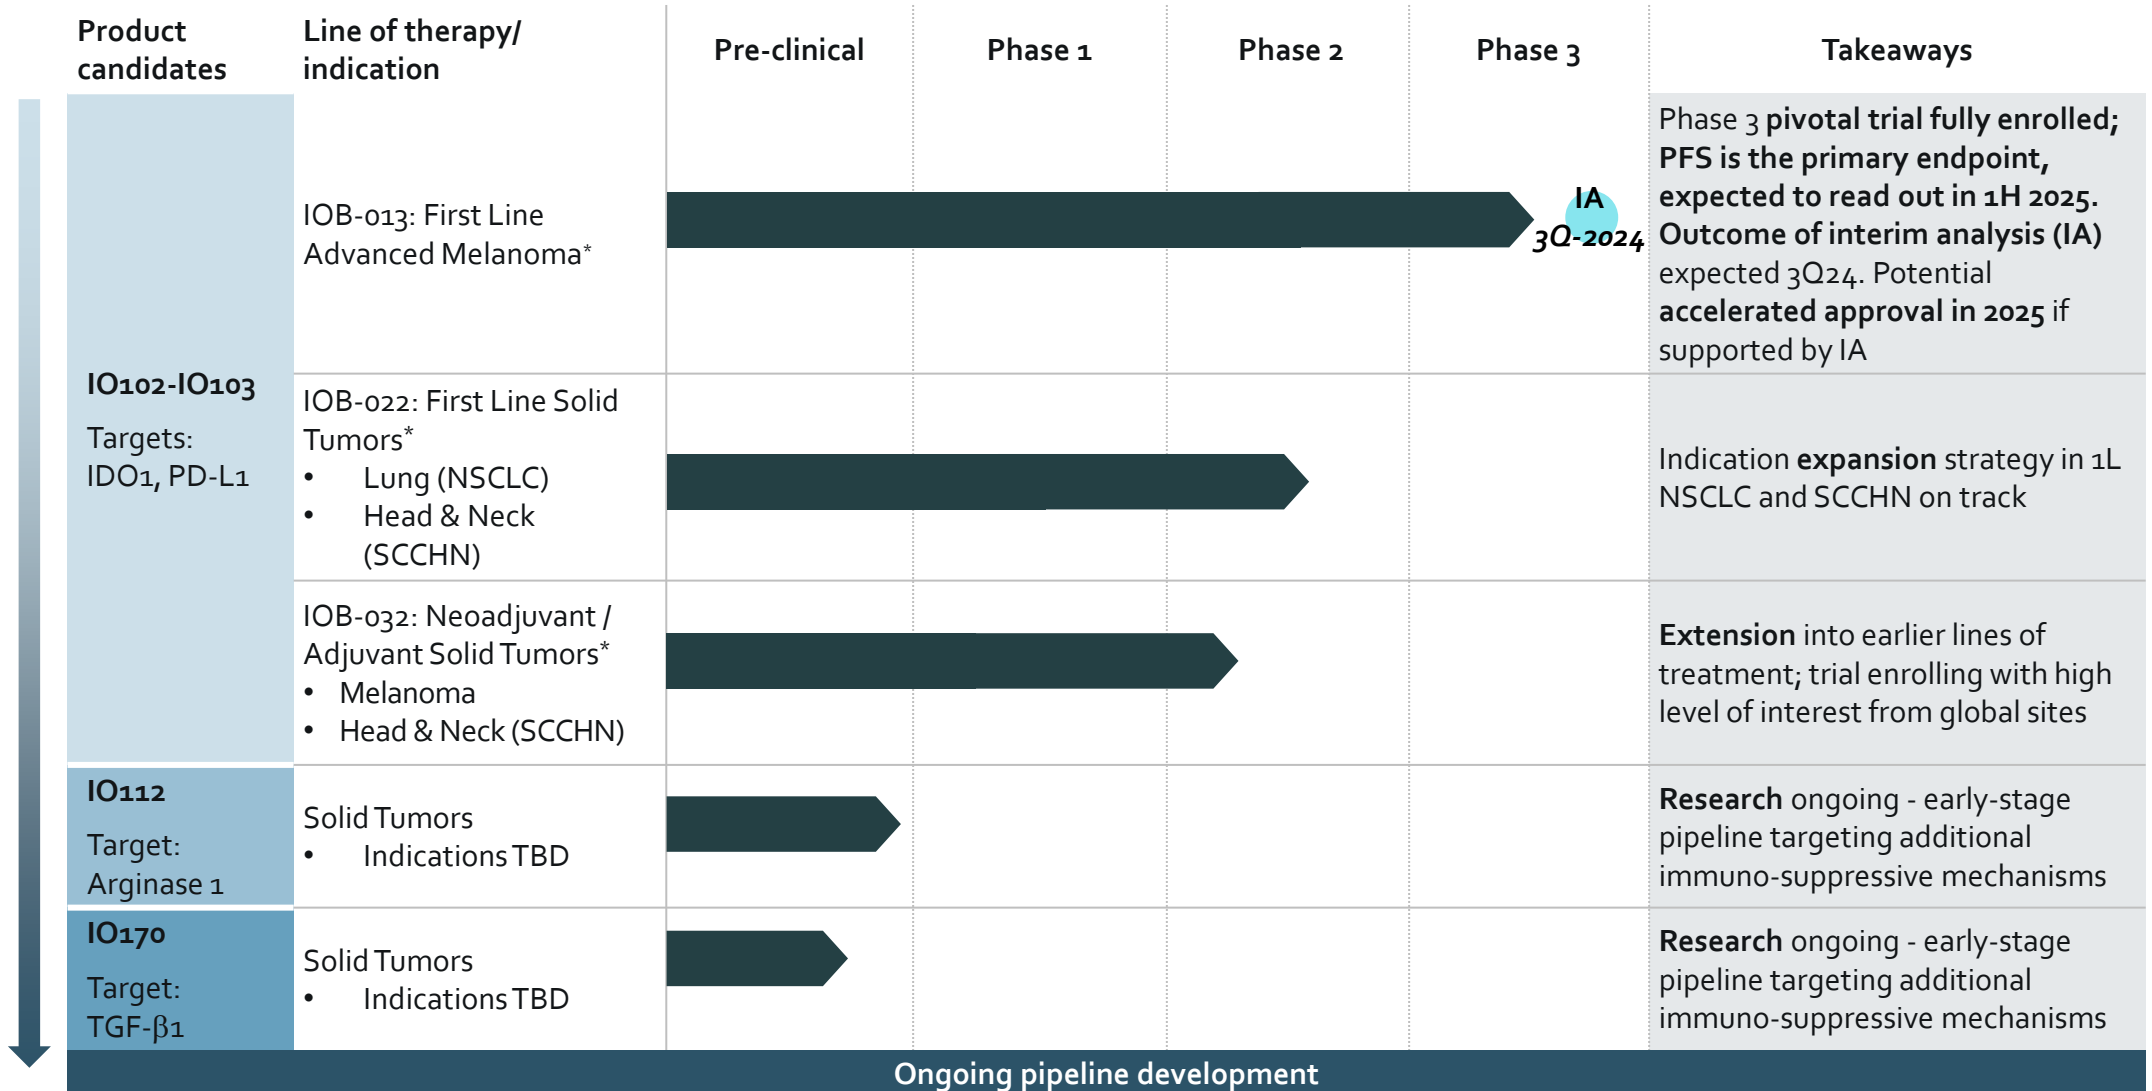 Product
candidates
Line of therapy/
indication
Pre-clinical
Phase 1
Phase 2
Phase 3
Takeaways
IO102-IO103
Targets:
IDO1, PD-L1
IOB-013: First Line
Advanced Melanoma*
IA
3Q-2024
Phase 3 pivotal trial fully enrolled;
PFS is the primary endpoint,
expected to read out in 1H 2025.
Outcome of interim analysis (IA)
expected 3Q24. Potential
accelerated approval in 2025 if
supported by IA
IOB-022: First Line Solid
Tumors*
• Lung (NSCLC)
• Head & Neck
(SCCHN)
Indication expansion strategy in 1L
NSCLC and SCCHN on track
IOB-032: Neoadjuvant /
Adjuvant Solid Tumors*
• Melanoma
• Head & Neck (SCCHN)
Extension into earlier lines of
treatment; trial enrolling with high
level of interest from global sites
IO112
Target:
Arginase 1
Solid Tumors
• Indications TBD
Research ongoing - early-stage
pipeline targeting additional
immuno-suppressive mechanisms
IO170
Target:
TGF-β1
Solid Tumors
• Indications TBD
Research ongoing - early-stage
pipeline targeting additional
immuno-suppressive mechanisms
Ongoing pipeline development